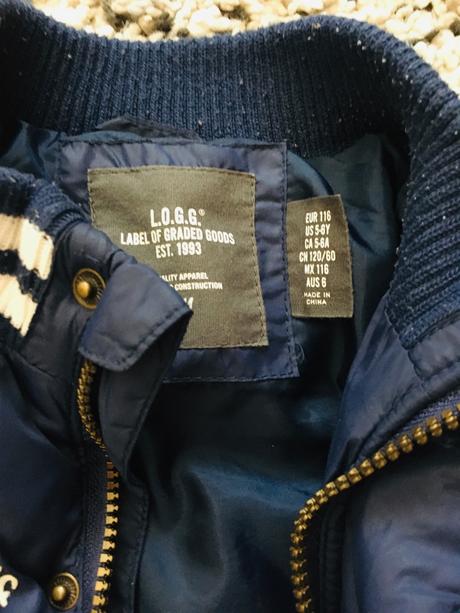 L.O.G.G.®
LABEL OF GRADED GOODS
EST. 1993
ALITY APPAREL
CONSTRUCTION
EUR 116
US 5-6Y
CA 5-6A
CN 120/60
MX 116
AUS 6
MADE IN
CHINA